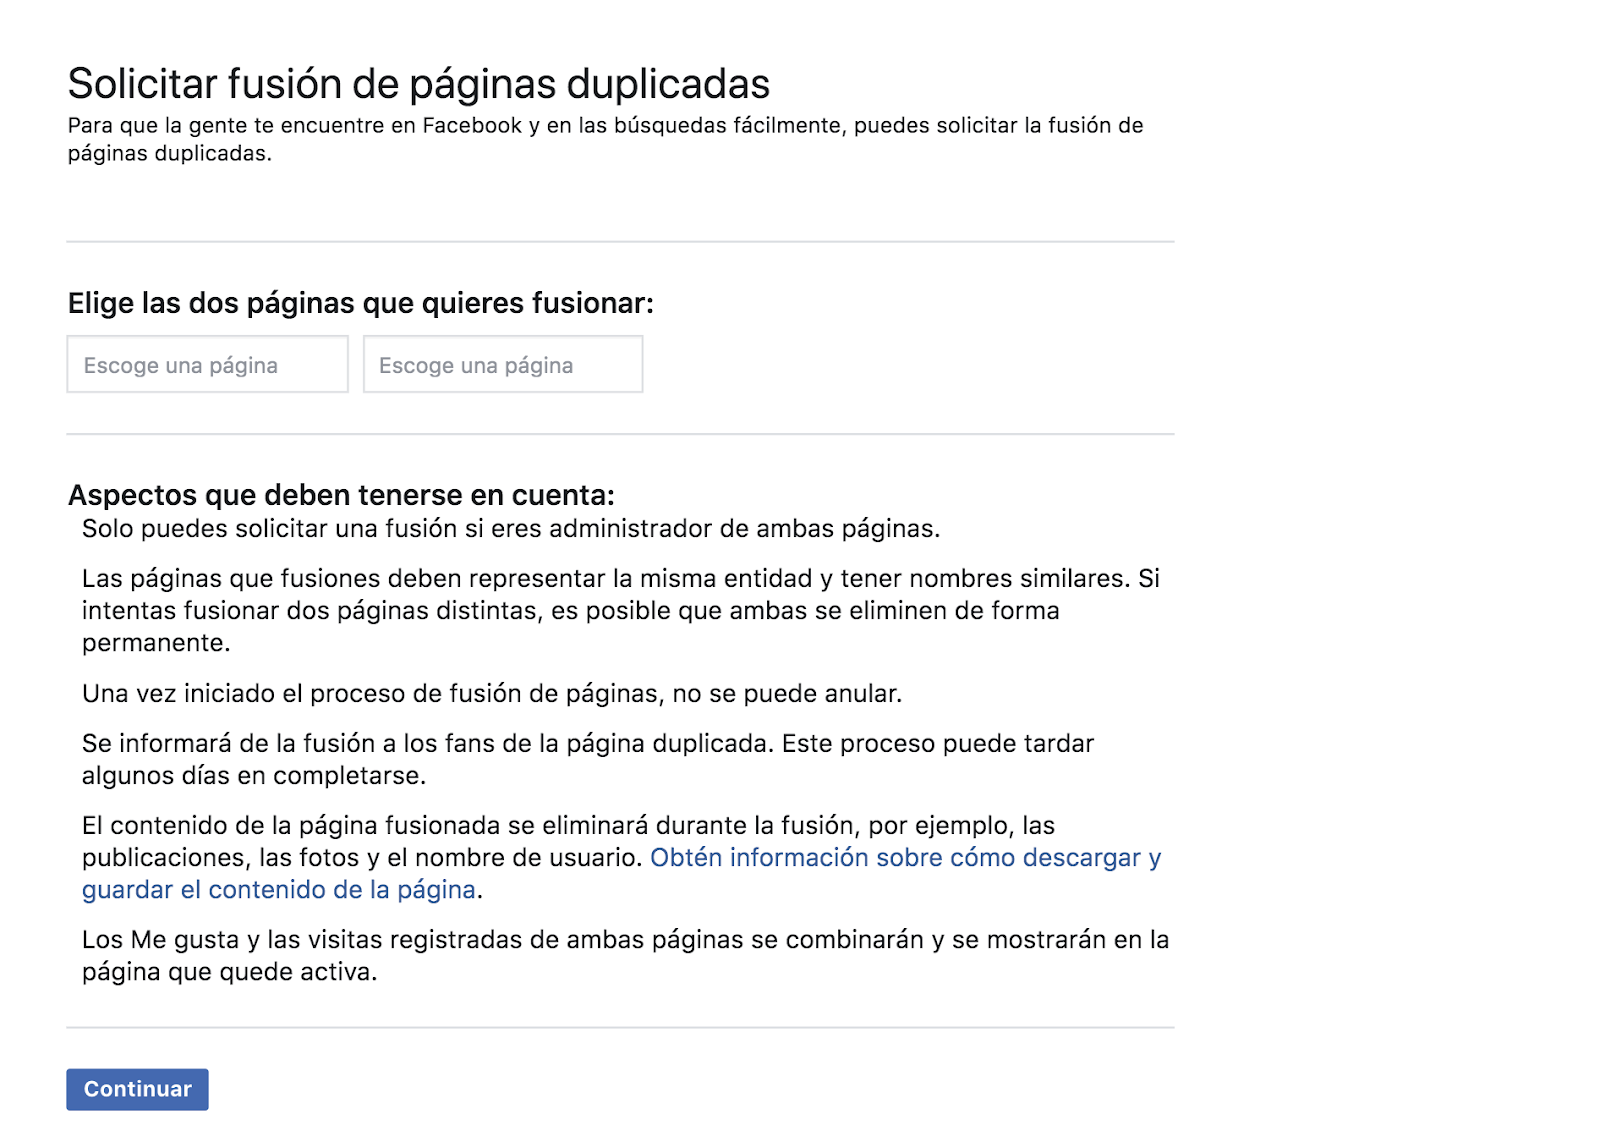 Solicitar fusión de páginas duplicadas
Para que la gente te encuentre en Facebook y en las búsquedas fácilmente, puedes solicitar la fusión de
páginas duplicadas.
Elige las dos páginas que quieres fusionar:
Escoge una página Escoge una página
Aspectos que deben tenerse en cuenta:
Solo puedes solicitar una fusión si eres administrador de ambas páginas.
Las páginas que fusiones deben representar la misma entidad y tener nombres similares. Si
intentas fusionar dos páginas distintas, es posible que ambas se eliminen de forma
permanente.
Una vez iniciado el proceso de fusión de páginas, no se puede anular.
Se informará de la fusión a los fans de la página duplicada. Este proceso puede tardar
algunos días en completarse.
El contenido de la página fusionada se eliminará durante la fusión, por ejemplo, las
publicaciones, las fotos y el nombre de usuario. Obtén información sobre cómo descargar y
guardar el contenido de la página.
Los Me gusta y las visitas registradas de ambas páginas se combinarán y se mostrarán en la
página que quede activa.
Continuar